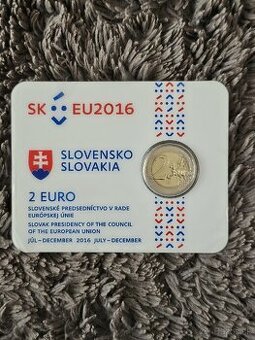 SK EU2016
SLOVENSKO
SLOVAKIA
2 EURO
SLOVENSKÉ PREDSEDNÍCTVO V RADE
EURÓPSKEJ ÚNIE
SLOVAK PRESIDENCY OF THE COUNCIL
OF THE EUROPEAN UNION
JÚL–DECEMBER 2016 JULY–DECEMBER
2